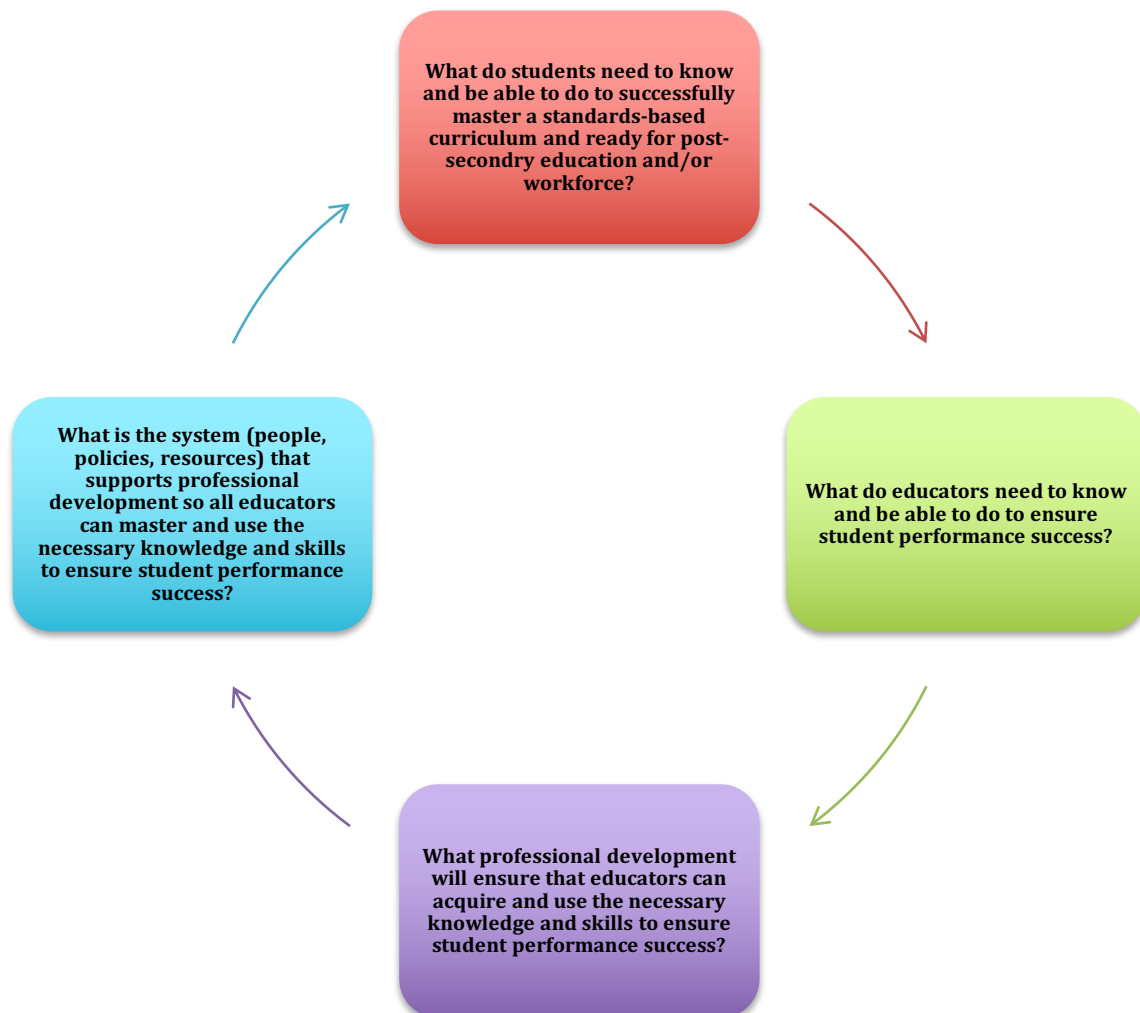 What do students need to know
and be able to do to successfully
master a standards-based
curriculum and ready for post-
secondry education and/or
workforce?
What do educators need to know
and be able to do to ensure
student performance success?
What professional development
will ensure that educators can
acquire and use the necessary
knowledge and skills to ensure
student performance success?
What is the system (people,
policies, resources) that
supports professional
development so all educators
can master and use the
necessary knowledge and skills
to ensure student performance
success?